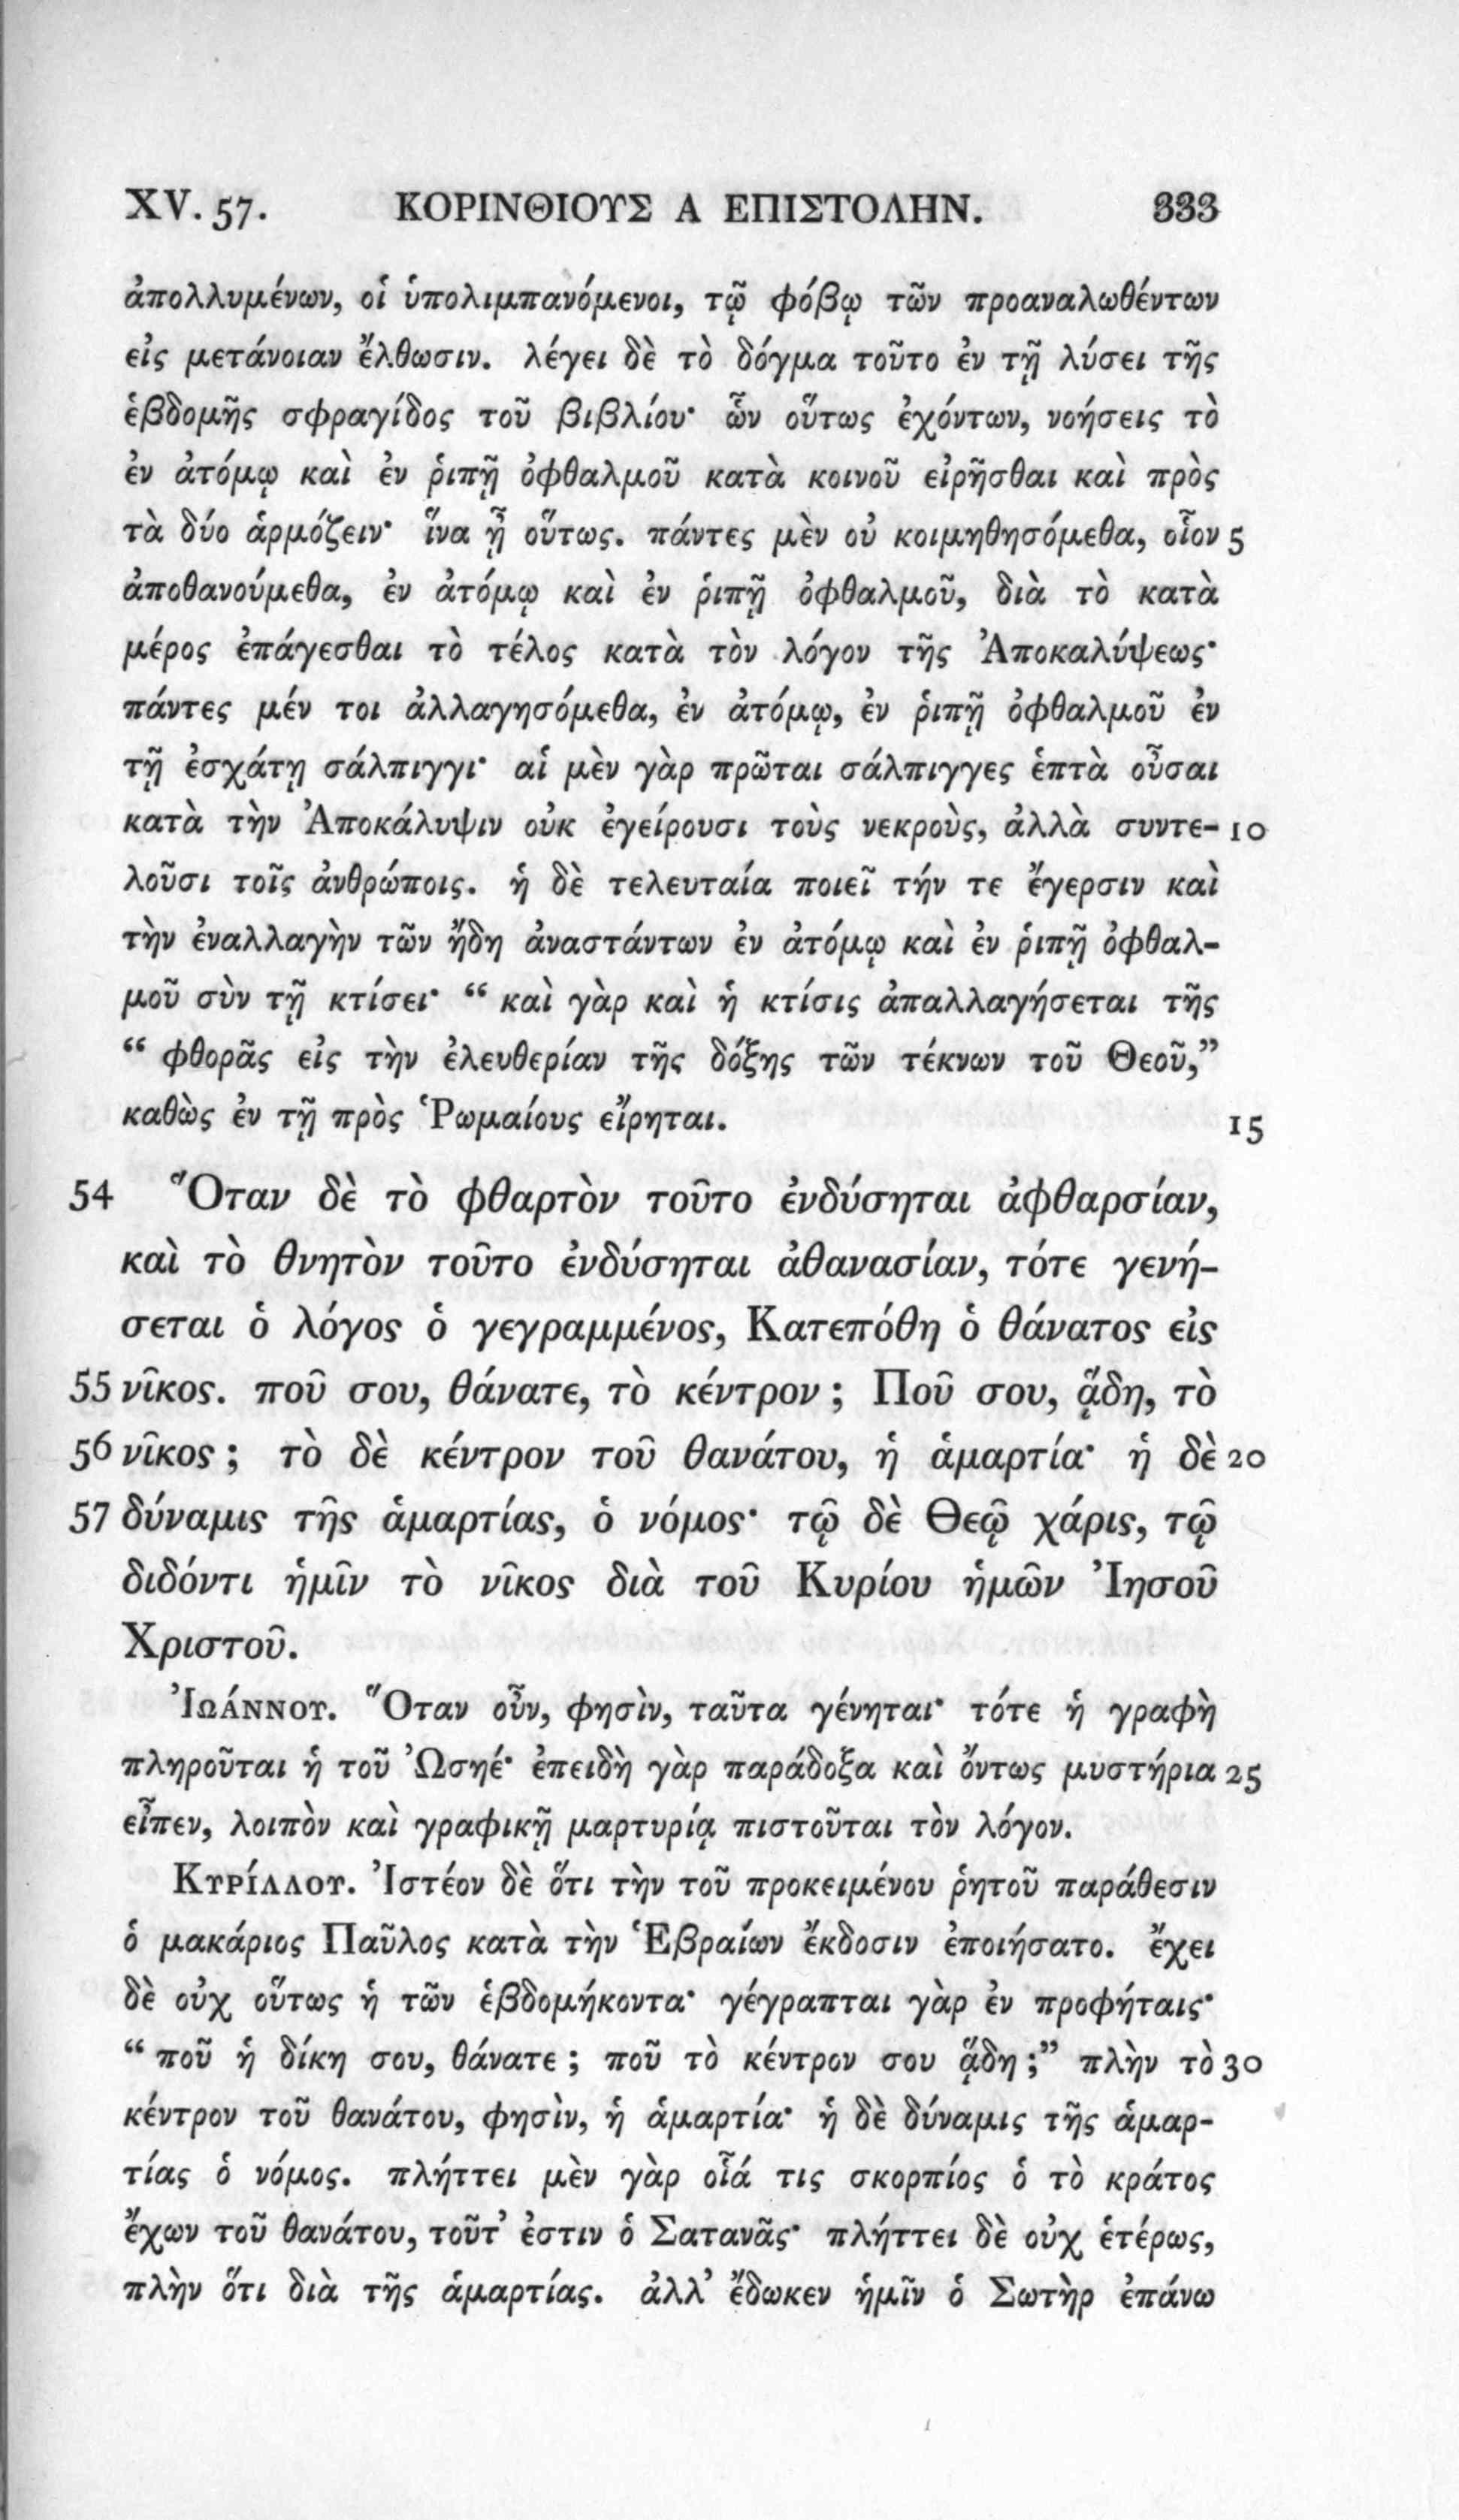 XV. 57. ΚΟΡΙΝΘΙΟΥΣ Α ΕΠΙΣΤΟΛΗΝ. 333
ἀπολλυμένων, οἱ ὑπολιμπανόμενοι, τῷ φόβῳ τῶν προαναλωθέντων
εἰς μετάνοιαν ἔλθωσιν. λέγει δὲ τὸ δόγμα τοῦτο ἐν τῇ λύσει τῆς
ἑβδομῆς σφραγίδος τοῦ βιβλίου· ὧν οὕτως ἐχόντων, νοήσεις τὸ
ἐν ἀτόμῳ καὶ ἐν ῥιπῇ ὀφθαλμοῦ κατὰ κοινοῦ εἰρῆσθαι καὶ πρὸς
τὰ δύο ἁρμόζειν· ἵνα ᾖ οὕτως. πάντες μὲν οὐ κοιμηθησόμεθα, οἷον 5
ἀποθανούμεθα, ἐν ἀτόμῳ καὶ ἐν ῥιπῇ ὀφθαλμοῦ, διὰ τὸ κατὰ
μέρος ἐπάγεσθαι τὸ τέλος κατὰ τὸν λόγον τῆς Ἀποκαλύψεως·
πάντες μέν τοι ἀλλαγησόμεθα, ἐν ἀτόμῳ, ἐν ῥιπῇ ὀφθαλμοῦ ἐν
τῇ ἐσχάτῃ σάλπιγγι· αἱ μὲν γὰρ πρῶται σάλπιγγες ἑπτὰ οὖσαι
κατὰ τὴν Ἀποκάλυψιν οὐκ ἐγείρουσι τοὺς νεκροὺς, ἀλλὰ συντε- 10
λοῦσι τοῖς ἀνθρώποις. ἡ δὲ τελευταία ποιεῖ τήν τε ἔγερσιν καὶ
τὴν ἐναλλαγὴν τῶν ἤδη ἀναστάντων ἐν ἀτόμῳ καὶ ἐν ῥιπῇ ὀφθαλ-
μοῦ σὺν τῇ κτίσει· “ καὶ γὰρ καὶ ἡ κτίσις ἀπαλλαγήσεται τῆς
“ φθορᾶς εἰς τὴν ἐλευθερίαν τῆς δόξης τῶν τέκνων τοῦ Θεοῦ,”
καθὼς ἐν τῇ πρὸς Ῥωμαίους εἴρηται. 15
54 Ὅταν δὲ τὸ φθαρτὸν τοῦτο ἐνδύσηται ἀφθαρσίαν,
καὶ τὸ θνητὸν τοῦτο ἐνδύσηται ἀθανασίαν, τότε γενή-
σεται ὁ λόγος ὁ γεγραμμένος, Κατεπόθη ὁ θάνατος εἰς
55 νῖκος. ποῦ σου, θάνατε, τὸ κέντρον ; Ποῦ σου, ᾅδη, τὸ
56 νῖκος ; τὸ δὲ κέντρον τοῦ θανάτου, ἡ ἁμαρτία· ἡ δὲ 20
57 δύναμις τῆς ἁμαρτίας, ὁ νόμος· τῷ δὲ Θεῷ χάρις, τῷ
διδόντι ἡμῖν τὸ νῖκος διὰ τοῦ Κυρίου ἡμῶν Ἰησοῦ
Χριστοῦ.
Ἰωάννου. Ὅταν οὖν, φησὶν, ταῦτα γένηται· τότε ἡ γραφὴ
πληροῦται ἡ τοῦ Ὠσηέ· ἐπειδὴ γὰρ παράδοξα καὶ ὄντως μυστήρια 25
εἶπεν, λοιπὸν καὶ γραφικῇ μαρτυρίᾳ πιστοῦται τὸν λόγον.
Κυρίλλου. Ἰστέον δὲ ὅτι τὴν τοῦ προκειμένου ῥητοῦ παράθεσιν
ὁ μακάριος Παῦλος κατὰ τὴν Ἑβραίων ἔκδοσιν ἐποιήσατο. ἔχει
δὲ οὐχ οὕτως ἡ τῶν ἑβδομήκοντα· γέγραπται γὰρ ἐν προφήταις·
“ ποῦ ἡ δίκη σου, θάνατε ; ποῦ τὸ κέντρον σου ᾅδη ;” πλὴν τὸ 30
κέντρον τοῦ θανάτου, φησὶν, ἡ ἁμαρτία· ἡ δὲ δύναμις τῆς ἁμαρ-
τίας ὁ νόμος. πλήττει μὲν γὰρ οἷά τις σκορπίος ὁ τὸ κράτος
ἔχων τοῦ θανάτου, τοῦτ’ ἐστιν ὁ Σατανᾶς· πλήττει δὲ οὐχ ἑτέρως,
πλὴν ὅτι διὰ τῆς ἁμαρτίας. ἀλλ’ ἔδωκεν ἡμῖν ὁ Σωτὴρ ἐπάνω